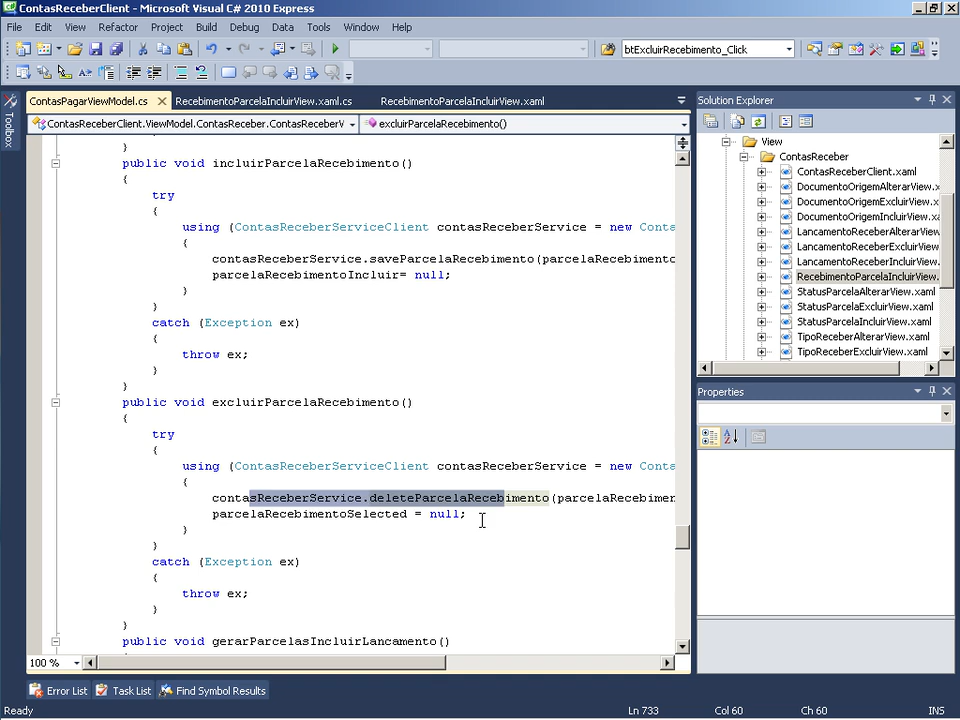 ContasReceberClient - Microsoft Visual C# 2010 Express
File Edit View Refactor Project Build Debug Data Tools Window Help
btExcluirRecebimento_Click
ContasPagarViewModel.cs RecebimentoParcelaIncluirView.xaml.cs RecebimentoParcelaIncluirView.xaml
ContasReceberClient.ViewModel.ContasReceber.ContasReceberV excluirParcelaRecebimento()
Toolbox
}
public void incluirParcelaRecebimento()
{
try
{
using (ContasReceberServiceClient contasReceberService = new Conta
{
contasReceberService.saveParcelaRecebimento(parcelaRecebimento
parcelaRecebimentoIncluir= null;
}
}
catch (Exception ex)
{
throw ex;
}
}
public void excluirParcelaRecebimento()
{
try
{
using (ContasReceberServiceClient contasReceberService = new Conta
{
contasReceberService.deleteParcelaRecebimento(parcelaRecebimen
parcelaRecebimentoSelected = null;
}
}
catch (Exception ex)
{
throw ex;
}
}
public void gerarParcelasIncluirLancamento()
100 %
Solution Explorer
View
ContasReceber
ContasReceberClient.xaml
DocumentoOrigemAlterarView.x
DocumentoOrigemExcluirView.x
DocumentoOrigemIncluirView.xa
LancamentoReceberAlterarView
LancamentoReceberExcluirView
LancamentoReceberIncluirView.
RecebimentoParcelaIncluirView.
StatusParcelaAlterarView.xaml
StatusParcelaExcluirView.xaml
StatusParcelaIncluirView.xaml
TipoReceberAlterarView.xaml
TipoReceberExcluirView.xaml
Properties
Error List Task List Find Symbol Results
Ready Ln 733 Col 60 Ch 60 INS